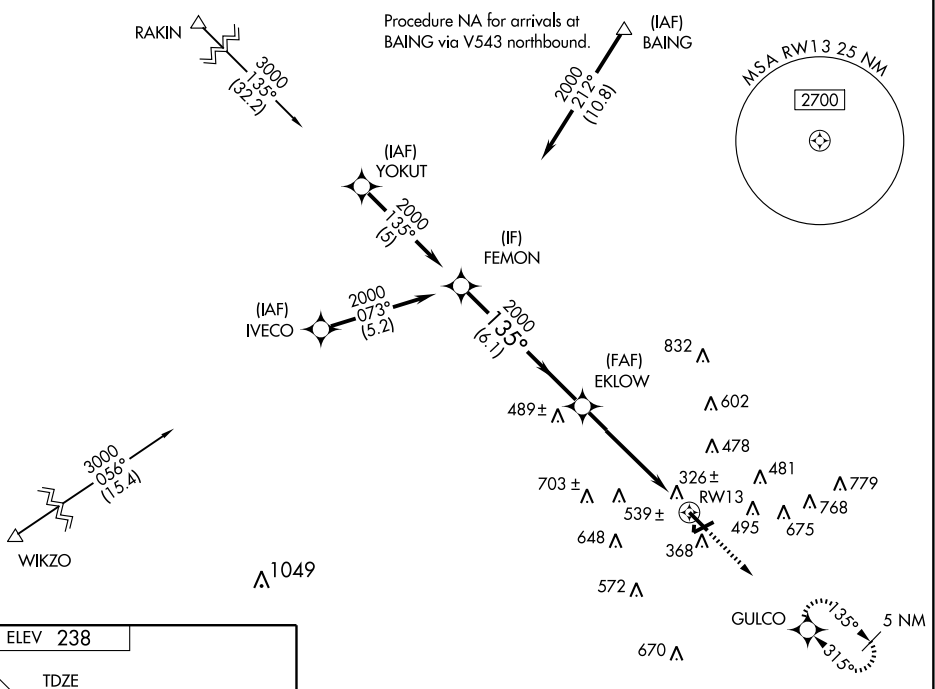 RAKIN
3000
135°
(32.2)
Procedure NA for arrivals at
BAING via V543 northbound.
(IAF)
BAING
2000
212°
(10.8)
MSA RW13 25 NM
2700
(IAF)
YOKUT
2000
135°
(5)
(IF)
FEMON
(IAF)
IVECO
2000
073°
(5.2)
2000
135°
(6.1)
(FAF)
EKLOW
832
602
489±
478
3000
056°
(15.4)
WIKZO
703 ±
539±
326±
RW13
481
495
675
768
779
648
368
1049
572
670
GULCO
135°
315°
5 NM
ELEV 238
TDZE